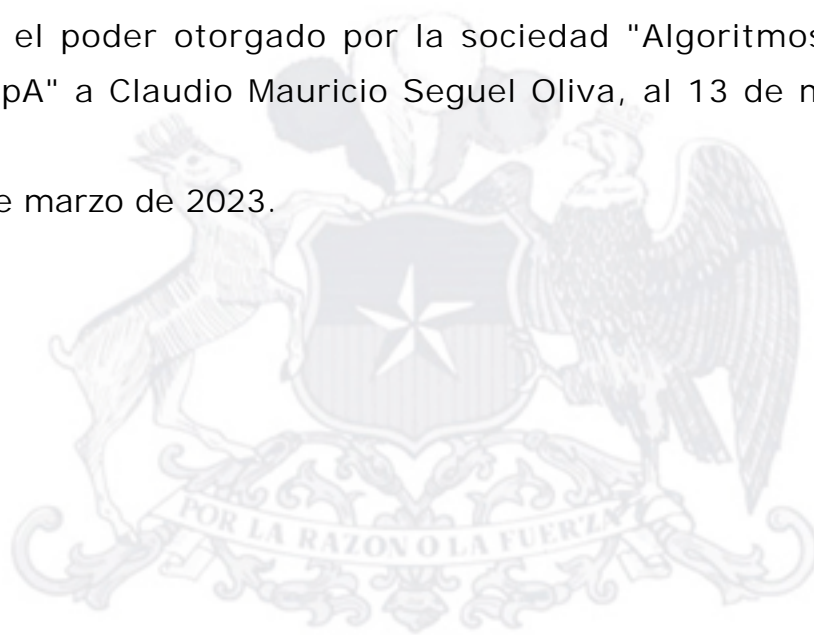 el poder otorgado por la sociedad "Algoritmos
pA" a Claudio Mauricio Seguel Oliva, al 13 de
e marzo de 2023.
POR LA RAZON O LA FUERZA